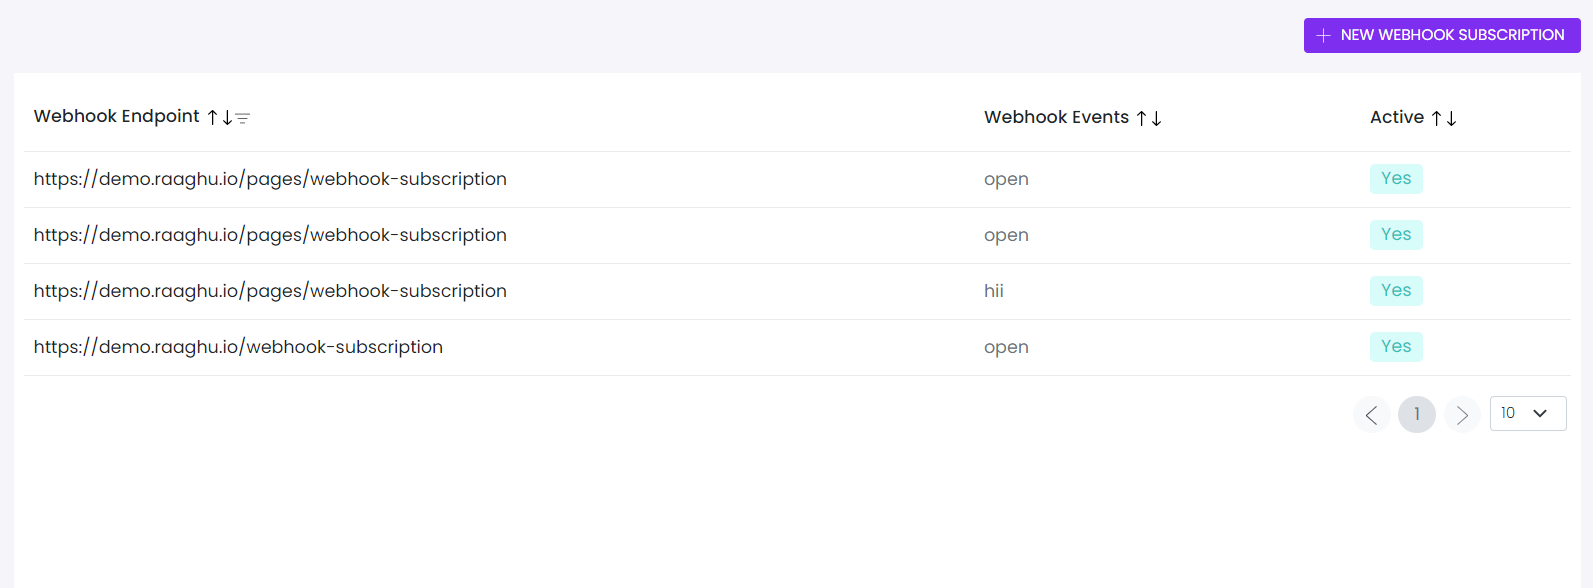 NEW WEBHOOK SUBSCRIPTION
Webhook Endpoint Webhook Events Active
https://demo.raaghu.io/pages/webhook-subscription open Yes
https://demo.raaghu.io/pages/webhook-subscription open Yes
https://demo.raaghu.io/pages/webhook-subscription hii Yes
https://demo.raaghu.io/webhook-subscription open Yes
1 10